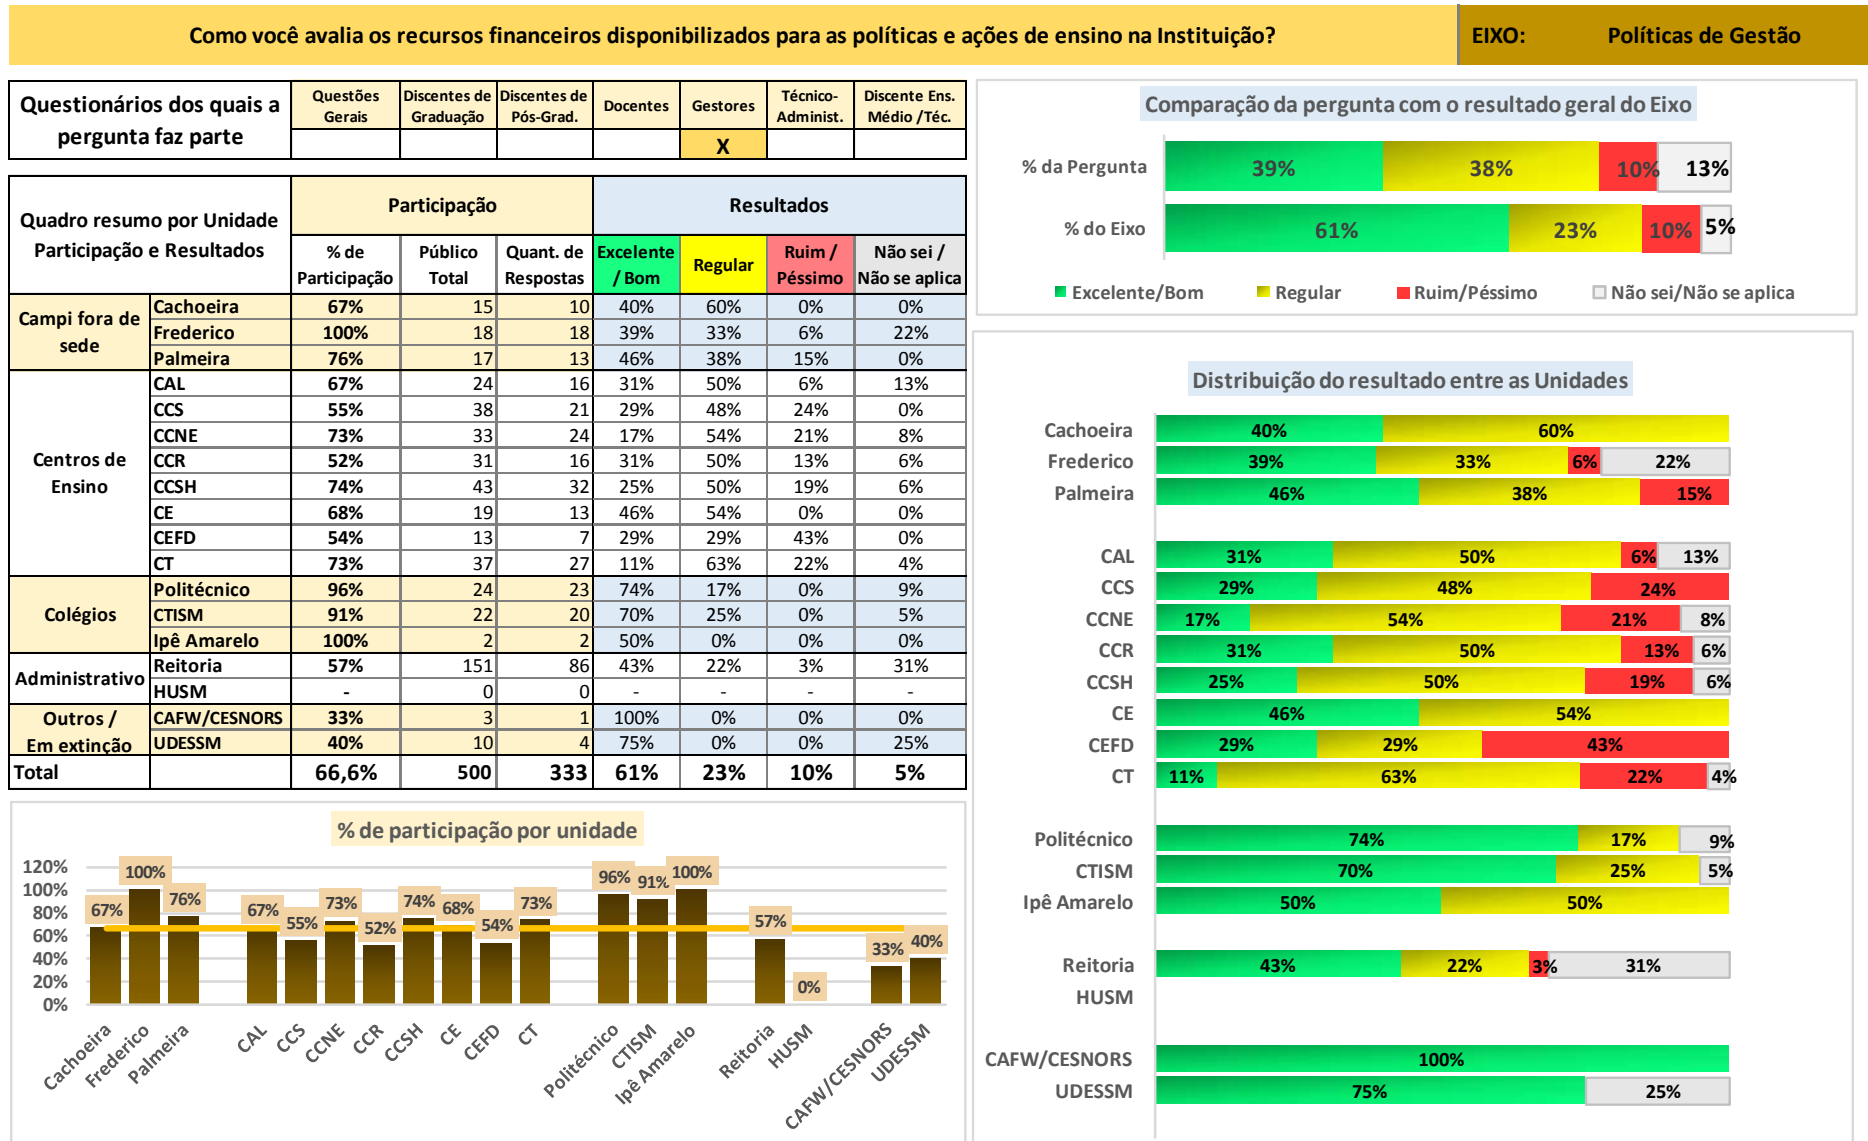 Como você avalia os recursos financeiros disponibilizados para as políticas e ações de ensino na Instituição?
EIXO: Políticas de Gestão
Questionários dos quais a pergunta faz parte
Questões Gerais
Discentes de Graduação
Discentes de Pós-Grad.
Docentes
Gestores
Técnico-Administ.
Discente Ens. Médio /Téc.
X
Quadro resumo por Unidade Participação e Resultados
Participação
Resultados
% de Participação
Público Total
Quant. de Respostas
Excelente / Bom
Regular
Ruim / Péssimo
Não sei / Não se aplica
Campi fora de sede
Cachoeira 67% 15 10 40% 60% 0% 0%
Frederico 100% 18 18 39% 33% 6% 22%
Palmeira 76% 17 13 46% 38% 15% 0%
Centros de Ensino
CAL 67% 24 16 31% 50% 6% 13%
CCS 55% 38 21 29% 48% 24% 0%
CCNE 73% 33 24 17% 54% 21% 8%
CCR 52% 31 16 31% 50% 13% 6%
CCSH 74% 43 32 25% 50% 19% 6%
CE 68% 19 13 46% 54% 0% 0%
CEFD 54% 13 7 29% 29% 43% 0%
CT 73% 37 27 11% 63% 22% 4%
Colégios
Politécnico 96% 24 23 74% 17% 0% 9%
CTISM 91% 22 20 70% 25% 0% 5%
Ipê Amarelo 100% 2 2 50% 0% 0% 0%
Administrativo
Reitoria 57% 151 86 43% 22% 3% 31%
HUSM - 0 0 - - - -
Outros / Em extinção
CAFW/CESNORS 33% 3 1 100% 0% 0% 0%
UDESSM 40% 10 4 75% 0% 0% 25%
Total 66,6% 500 333 61% 23% 10% 5%
% de participação por unidade
120%
100%
80%
60%
40%
20%
0%
67% 100% 76% 67% 55% 73% 52% 74% 68% 54% 73% 96% 91% 100% 57% 0% 33% 40%
Cachoeira Frederico Palmeira CAL CCS CCNE CCR CCSH CE CEFD CT Politécnico CTISM Ipê Amarelo Reitoria HUSM CAFW/CESNORS UDESSM
Comparação da pergunta com o resultado geral do Eixo
% da Pergunta 39% 38% 10% 13%
% do Eixo 61% 23% 10% 5%
Excelente/Bom Regular Ruim/Péssimo Não sei/Não se aplica
Distribuição do resultado entre as Unidades
Cachoeira 40% 60%
Frederico 39% 33% 6% 22%
Palmeira 46% 38% 15%
CAL 31% 50% 6% 13%
CCS 29% 48% 24%
CCNE 17% 54% 21% 8%
CCR 31% 50% 13% 6%
CCSH 25% 50% 19% 6%
CE 46% 54%
CEFD 29% 29% 43%
CT 11% 63% 22% 4%
Politécnico 74% 17% 9%
CTISM 70% 25% 5%
Ipê Amarelo 50% 50%
Reitoria 43% 22% 3% 31%
HUSM
CAFW/CESNORS 100%
UDESSM 75% 25%